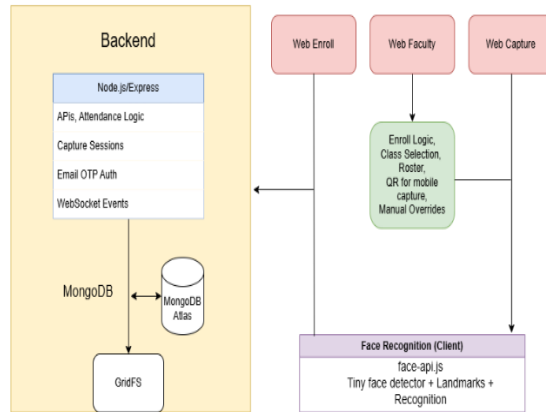 Backend
Node.js/Express
APIs, Attendance Logic
Capture Sessions
Email OTP Auth
WebSocket Events
MongoDB
MongoDB
Atlas
GridFS
Web Enroll
Web Faculty
Web Capture
Enroll Logic,
Class Selection,
Roster,
QR for mobile
capture,
Manual Overrides
Face Recognition (Client)
face-api.js
Tiny face detector + Landmarks +
Recognition